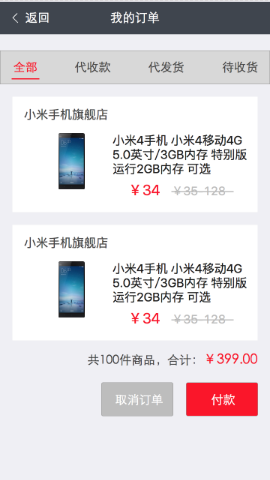 返回 我的订单
全部 代收款 代发货 待收货
小米手机旗舰店
小米4手机 小米4移动4G
5.0英寸/3GB内存 特别版
运行2GB内存 可选
￥34 ￥35-128-
小米手机旗舰店
小米4手机 小米4移动4G
5.0英寸/3GB内存 特别版
运行2GB内存 可选
￥34 ￥35-128-
共100件商品，合计：￥399.00
取消订单 付款